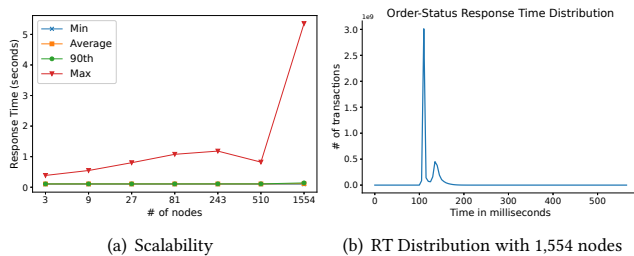 Min
Average
90th
Max
Response Time (seconds)
5
4
3
2
1
0
3 9 27 81 243 510 1554
# of nodes
(a) Scalability
Order-Status Response Time Distribution
1e9
# of transactions
3.0
2.5
2.0
1.5
1.0
0.5
0.0
0 100 200 300 400 500
Time in milliseconds
(b) RT Distribution with 1,554 nodes